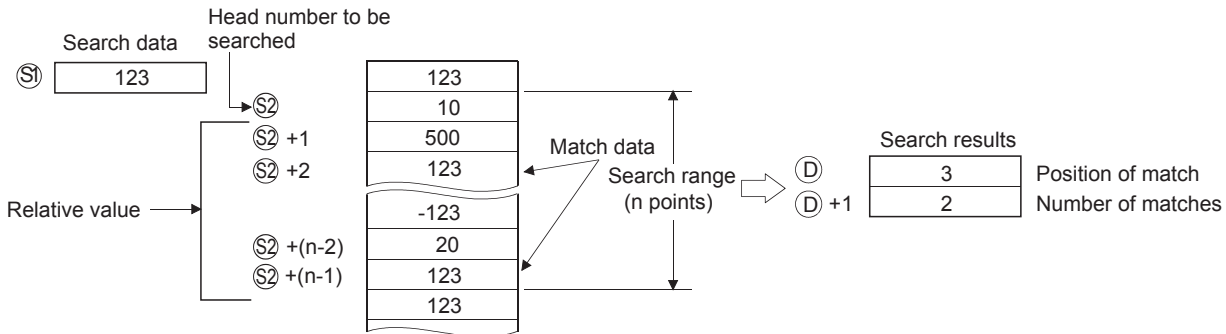 Head number to be
searched
Search data
S1 123
123
S2 10
S2 +1 500
S2 +2 123
Match data
Search range
(n points)
Search results
D 3 Position of match
D +1 2 Number of matches
Relative value
-123
S2 +(n-2) 20
S2 +(n-1) 123
123